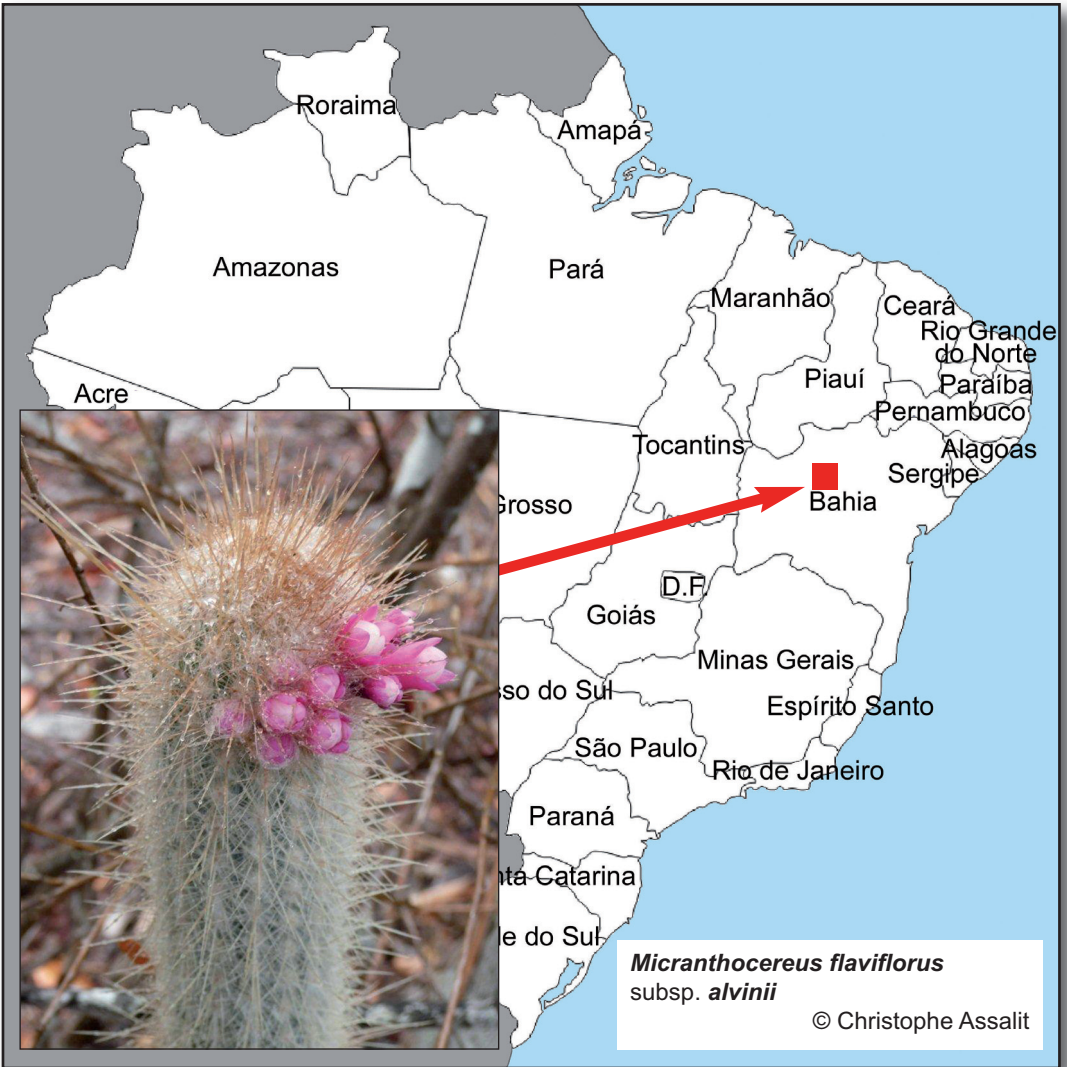 Roraima
Amapá
Amazonas
Pará
Maranhão
Ceará
Rio Grande
do Norte
Piauí
Paraíba
Acre
Pernambuco
Tocantins
Alagoas
Sergipe
Grosso
Bahia
D.F.
Goiás
Minas Gerais
sso do Sul
Espírito Santo
São Paulo
Rio de Janeiro
Paraná
nta Catarina
le do Sul
Micranthocereus flaviflorus
subsp. alvinii
© Christophe Assalit